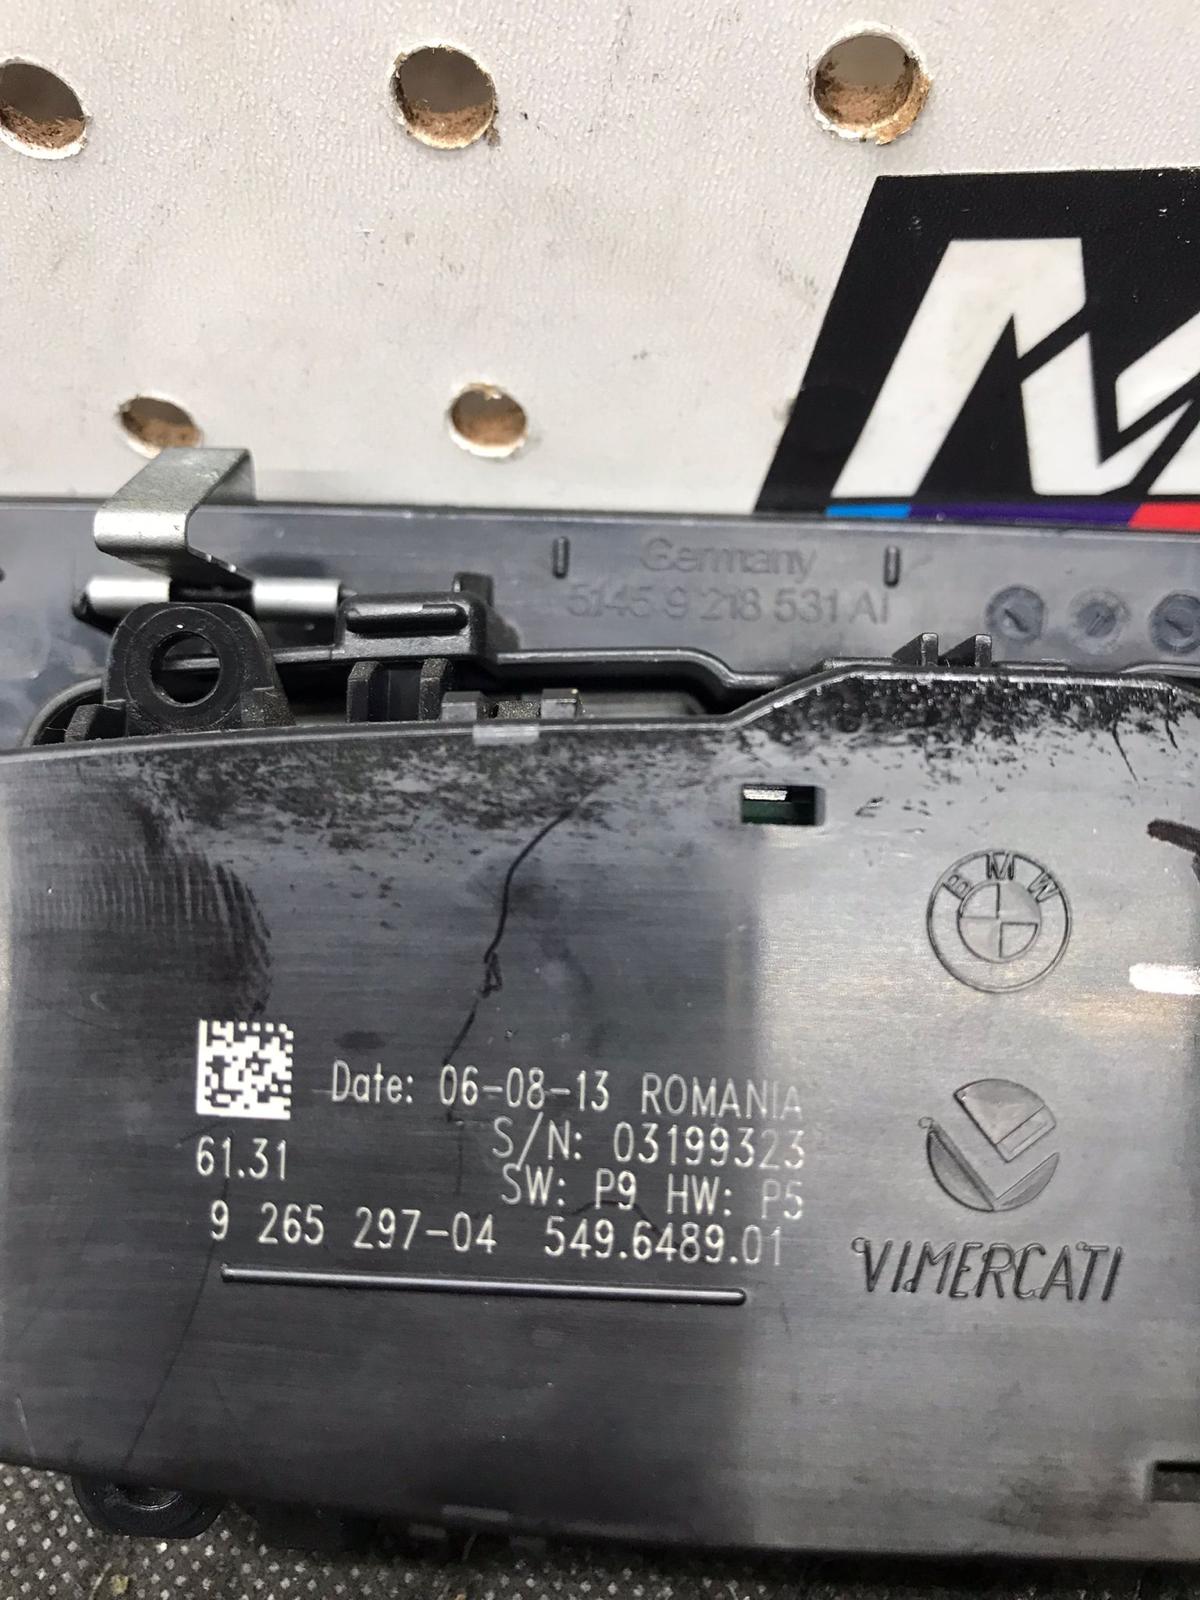 M
Germany
5145 9 218 531 AI
BMW
Date: 06-08-13 ROMANIA
S/N: 03199323
61.31
SW: P9 HW: P5
9 265 297-04 549.6489.01
VIMERCATI